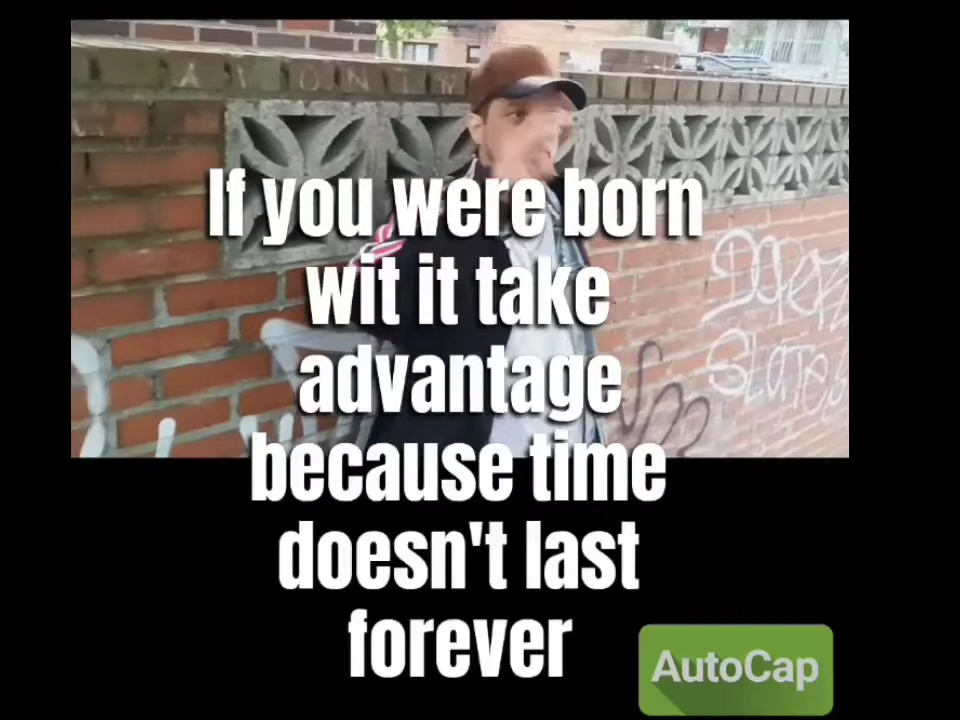 If you were born
wit it take
advantage
because time
doesn't last
forever
AutoCap